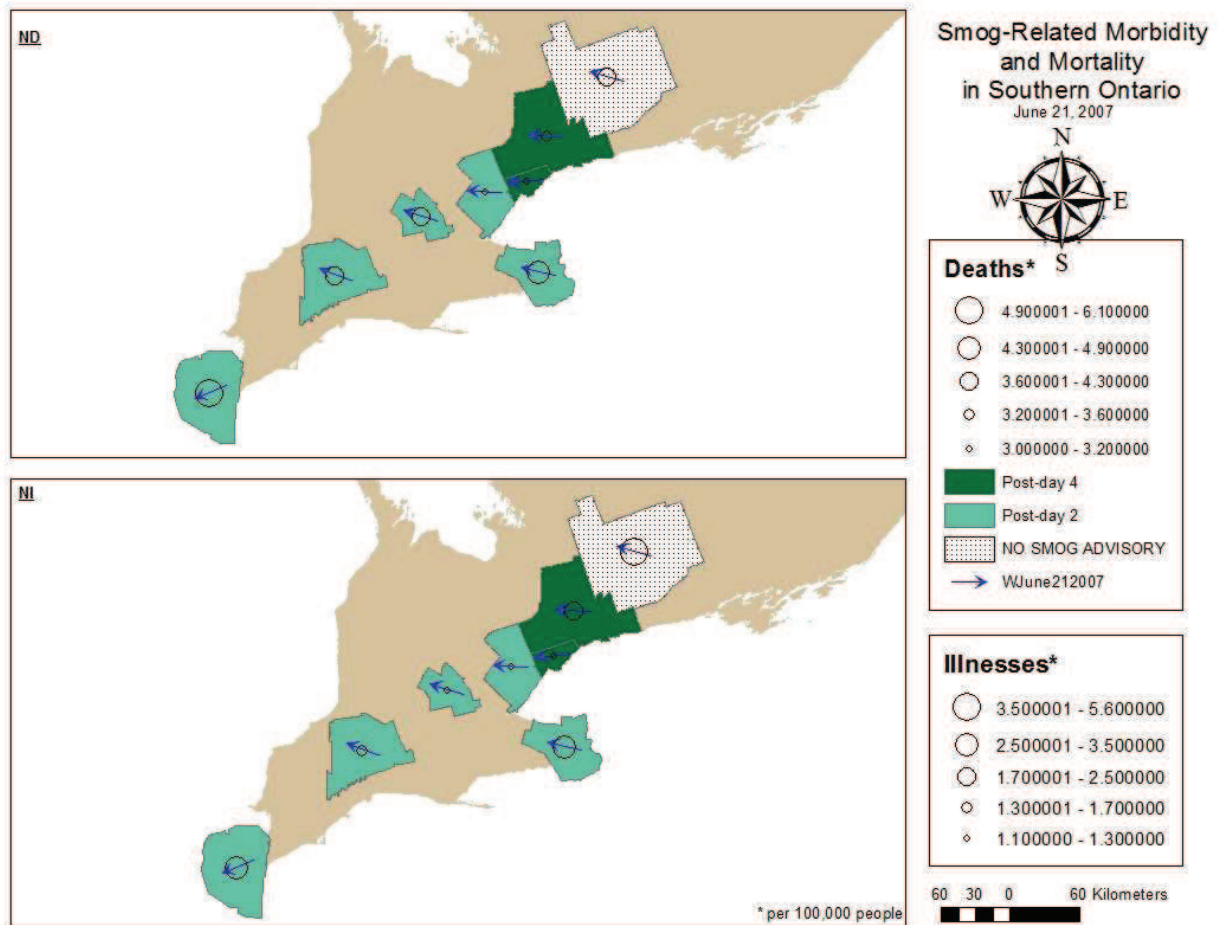 ND
NI
* per 100,000 people
Smog-Related Morbidity
and Mortality
in Southern Ontario
June 21, 2007
N
W
E
S
Deaths*
4.900001 - 6.100000
4.300001 - 4.900000
3.600001 - 4.300000
3.200001 - 3.600000
3.000000 - 3.200000
Post-day 4
Post-day 2
NO SMOG ADVISORY
WJune212007
Illnesses*
3.500001 - 5.600000
2.500001 - 3.500000
1.700001 - 2.500000
1.300001 - 1.700000
1.100000 - 1.300000
60 30 0 60 Kilometers